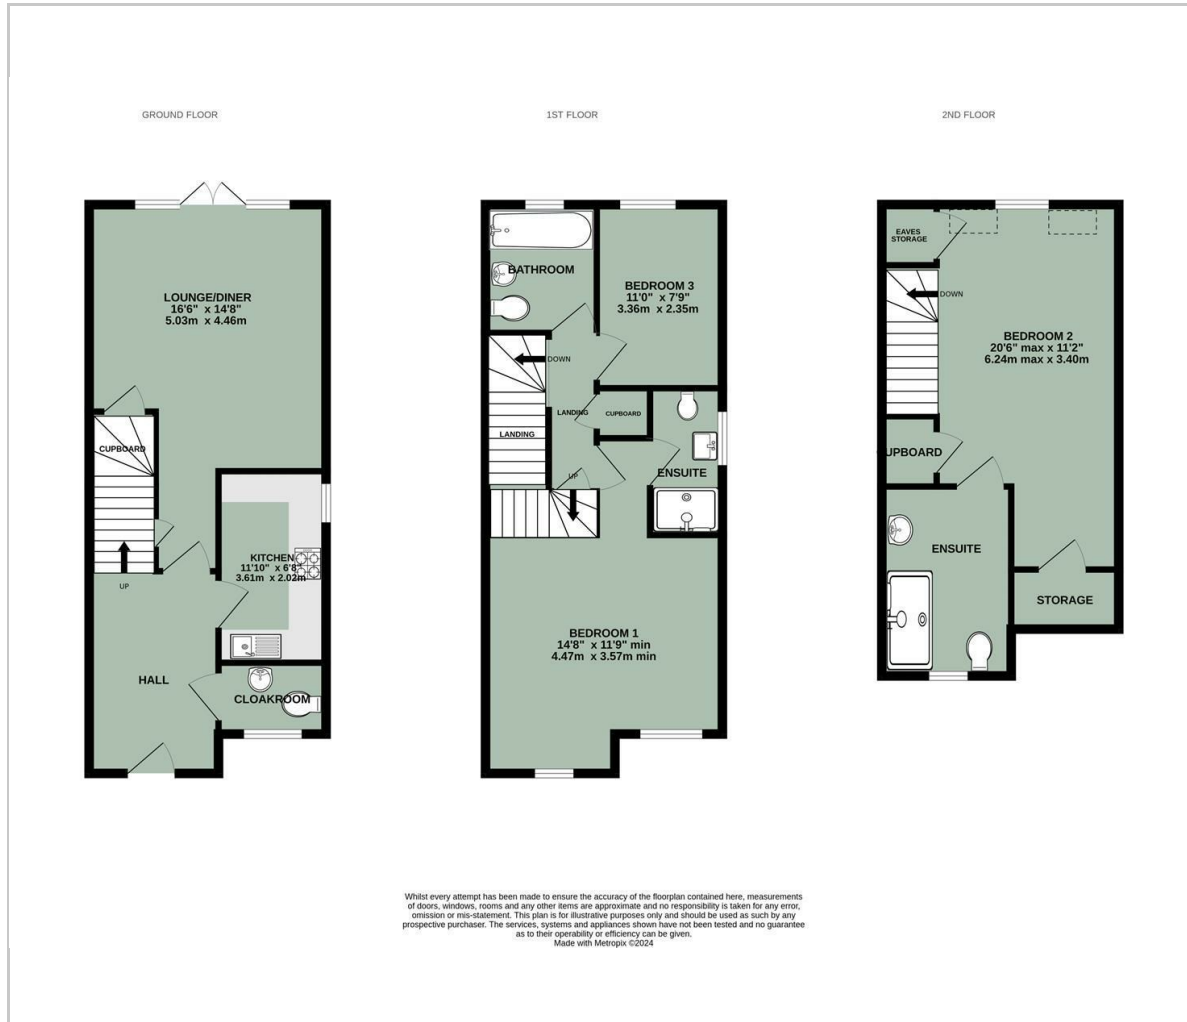 GROUND FLOOR
LOUNGE/DINER
16'6" x 14'8"
5.03m x 4.46m
CUPBOARD
UP
KITCHEN
11'10" x 6'8"
3.61m x 2.02m
HALL
CLOAKROOM
1ST FLOOR
BATHROOM
BEDROOM 3
11'0" x 7'9"
3.36m x 2.35m
DOWN
LANDING
CUPBOARD
LANDING
UP
ENSUITE
BEDROOM 1
14'8" x 11'9" min
4.47m x 3.57m min
2ND FLOOR
EAVES
STORAGE
DOWN
BEDROOM 2
20'6" max x 11'2"
6.24m max x 3.40m
CUPBOARD
ENSUITE
STORAGE
Whilst every attempt has been made to ensure the accuracy of the floorplan contained here, measurements
of doors, windows, rooms and any other items are approximate and no responsibility is taken for any error,
omission or mis-statement. This plan is for illustrative purposes only and should be used as such by any
prospective purchaser. The services, systems and appliances shown have not been tested and no guarantee
as to their operability or efficiency can be given.
Made with Metropix ©2024